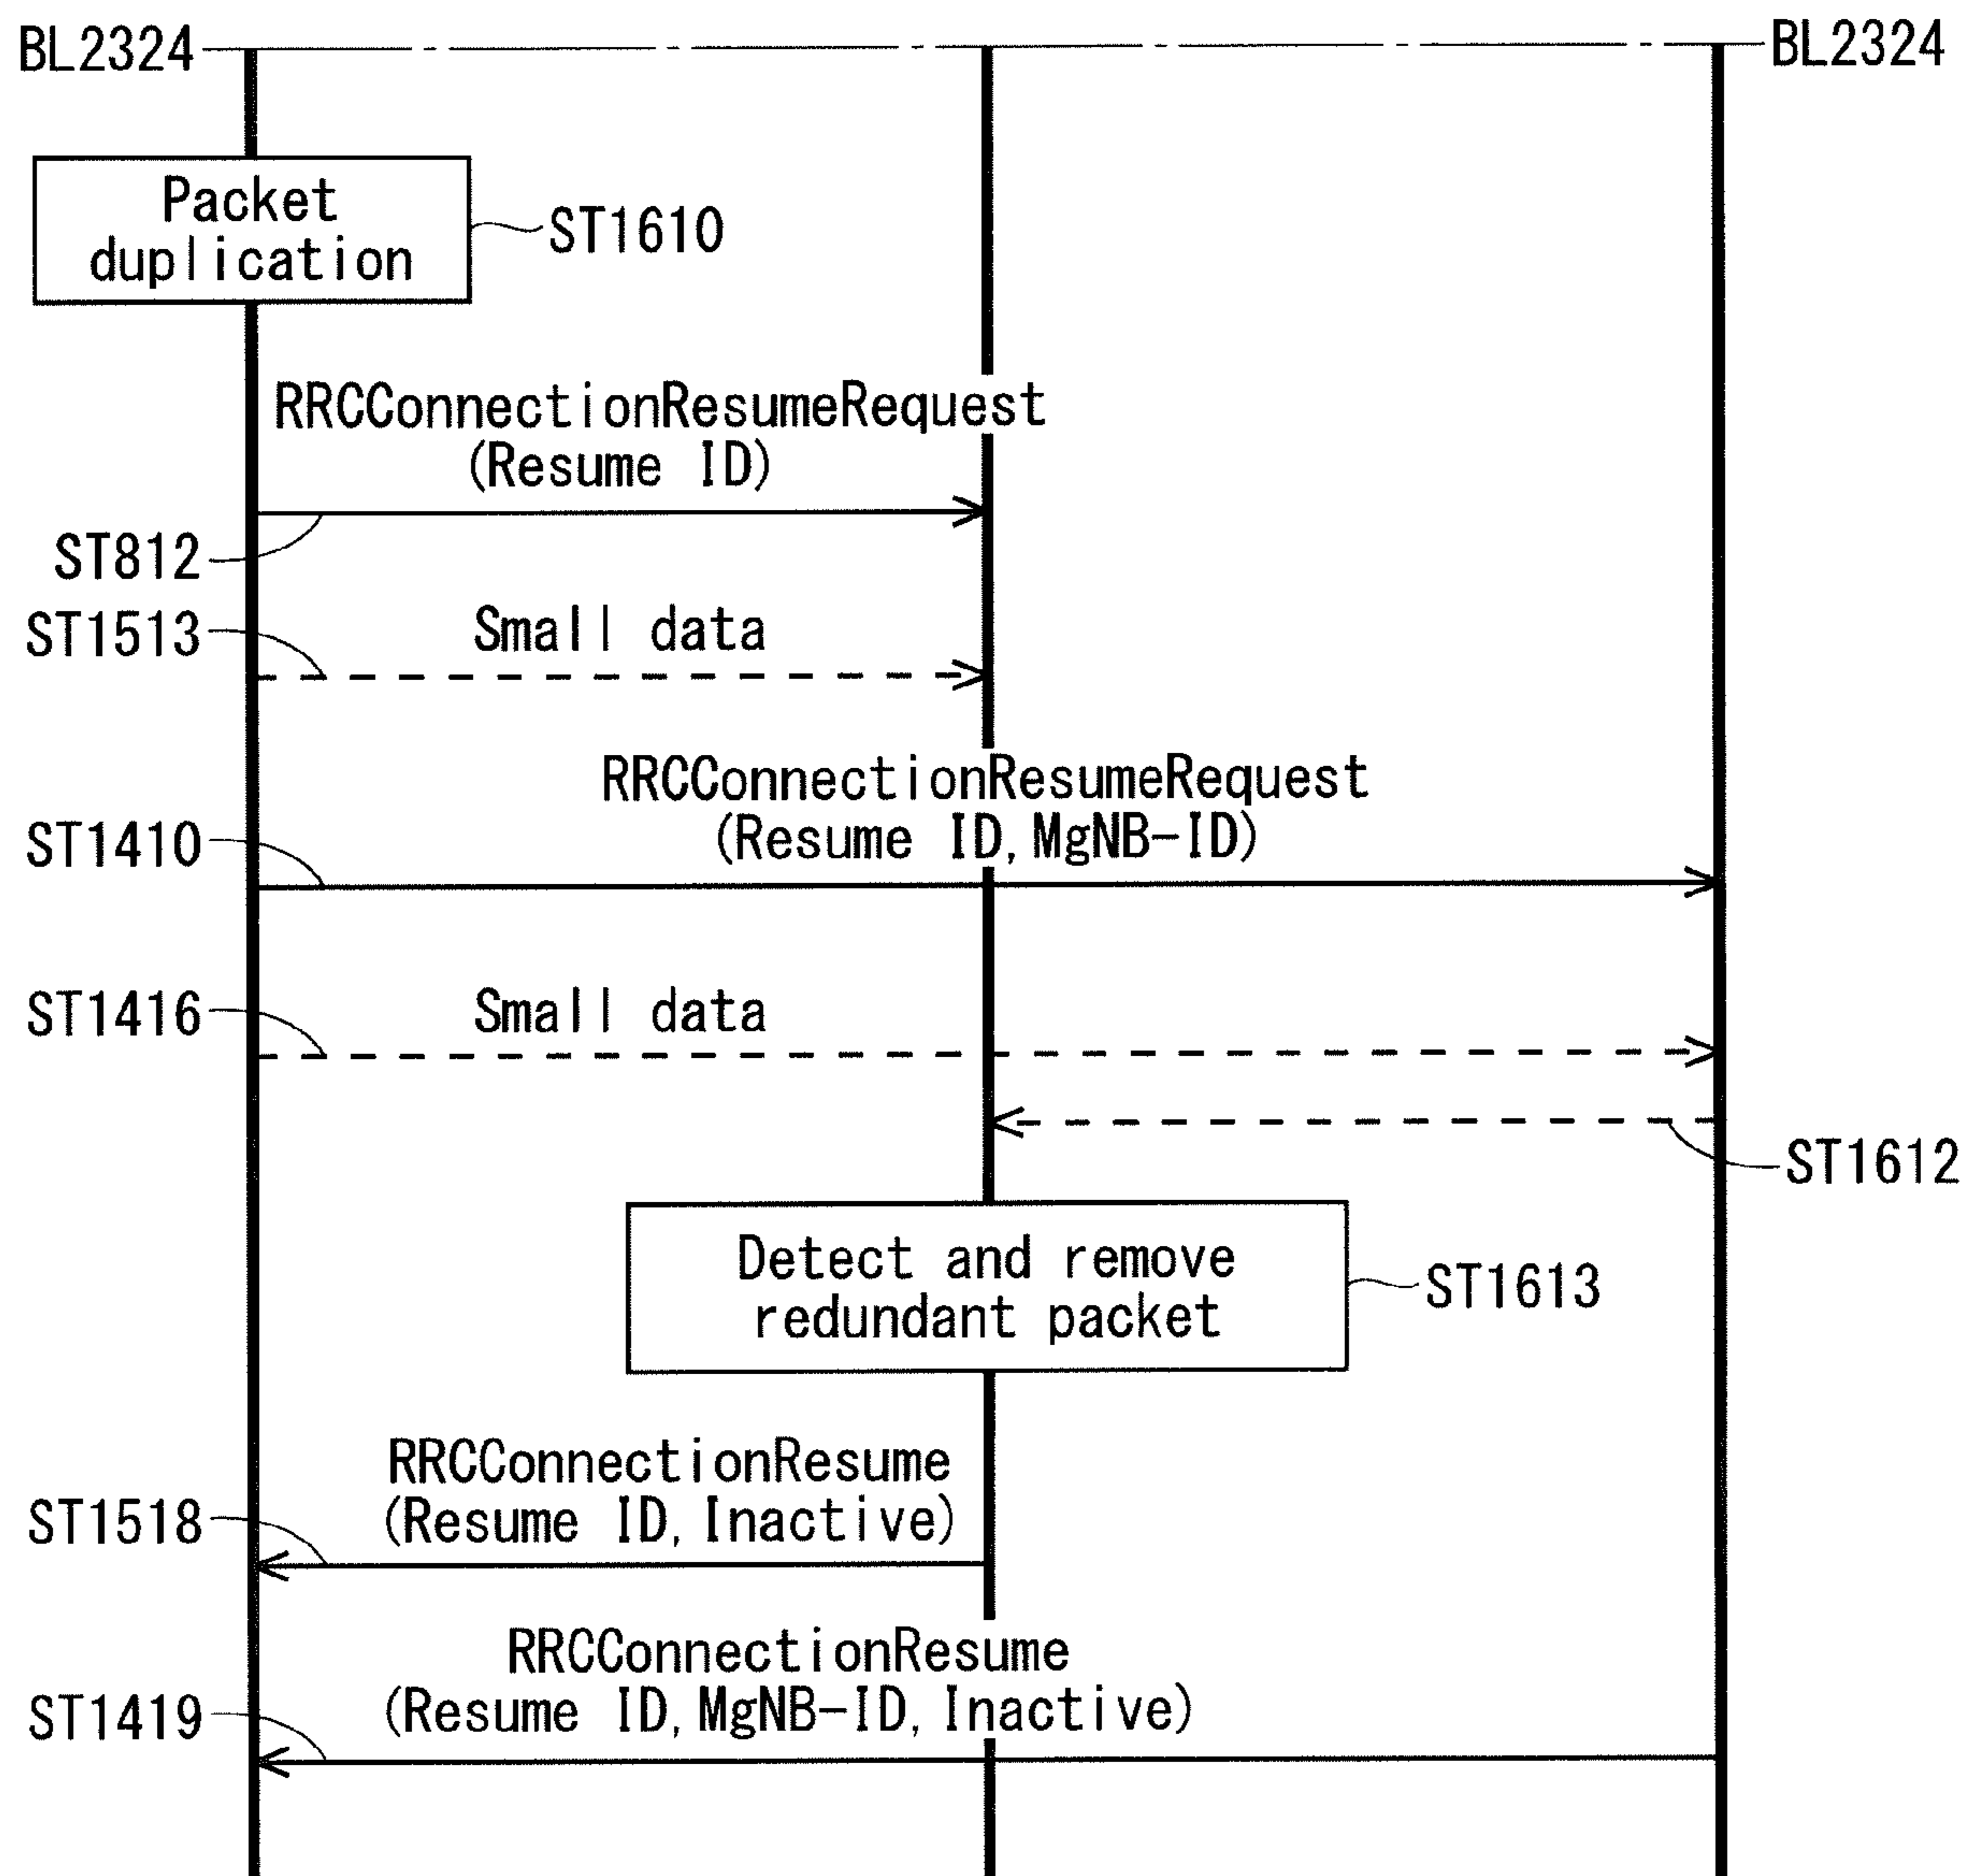 BL2324
BL2324
Packet
duplication
ST1610
RRCConnectionResumeRequest
(Resume ID)
ST812
ST1513
Small data
RRCConnectionResumeRequest
(Resume ID, MgNB-ID)
ST1410
ST1416
Small data
ST1612
Detect and remove
redundant packet
ST1613
RRCConnectionResume
(Resume ID, Inactive)
ST1518
RRCConnectionResume
(Resume ID, MgNB-ID, Inactive)
ST1419